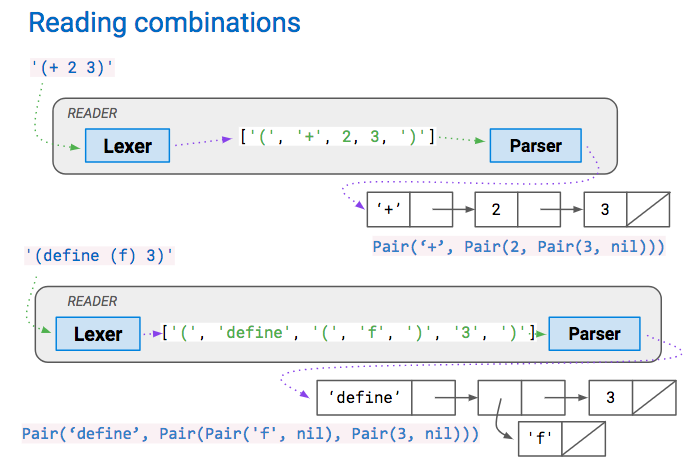 Reading combinations
'(+ 2 3)'
READER
Lexer
['(', '+', 2, 3, ')']
Parser
‘+’ 2 3
Pair(‘+’, Pair(2, Pair(3, nil)))
'(define (f) 3)'
READER
Lexer
['(', 'define', '(', 'f', ')', '3', ')']
Parser
‘define’ 3
Pair(‘define’, Pair(Pair('f', nil), Pair(3, nil)))
'f'